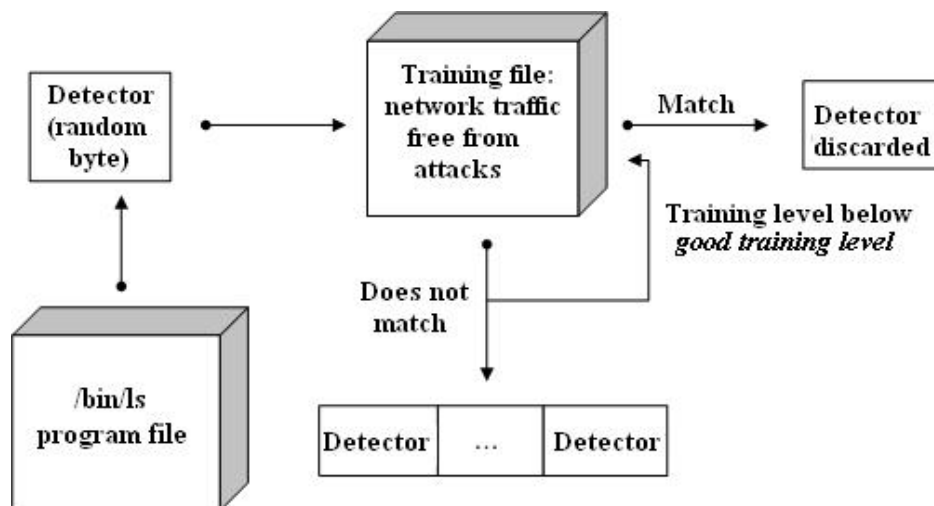 Detector
(random
byte)
Training file:
network traffic
free from
attacks
Match
Detector
discarded
Training level below
good training level
Does not
match
/bin/ls
program file
Detector
...
Detector